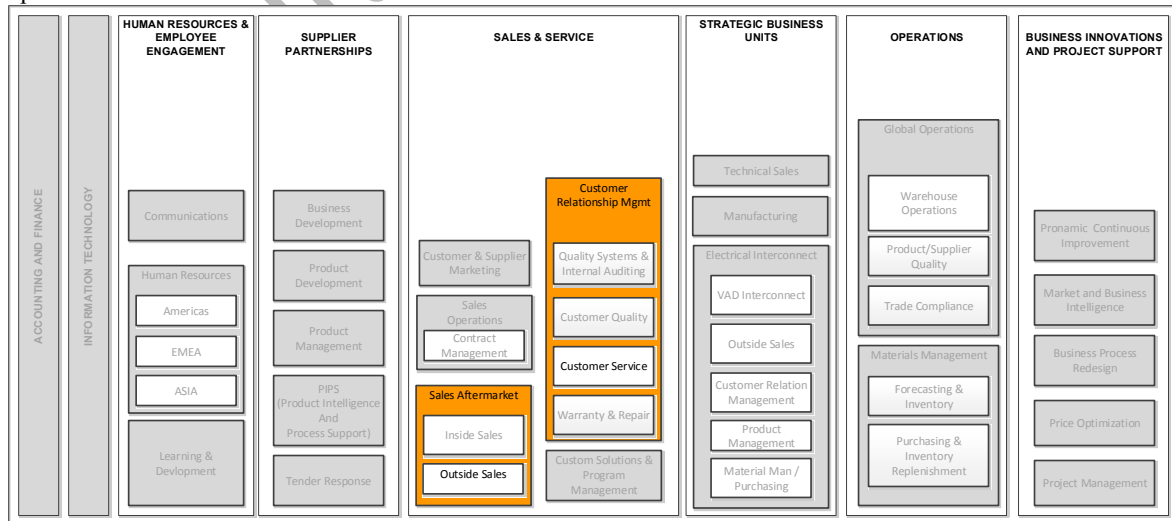 ACCOUNTING AND FINANCE
INFORMATION TECHNOLOGY
HUMAN RESOURCES &
EMPLOYEE
ENGAGEMENT
Communications
Human Resources
Americas
EMEA
ASIA
Learning &
Devlopment
SUPPLIER
PARTNERSHIPS
Business
Development
Product
Development
Product
Management
PIPS
(Product Intelligence
And
Process Support)
Tender Response
SALES & SERVICE
Customer & Supplier
Marketing
Sales
Operations
Contract
Management
Sales Aftermarket
Inside Sales
Outside Sales
Customer
Relationship Mgmt
Quality Systems &
Internal Auditing
Customer Quality
Customer Service
Warranty & Repair
Custom Solutions &
Program
Management
STRATEGIC BUSINESS
UNITS
Technical Sales
Manufacturing
Electrical Interconnect
VAD Interconnect
Outside Sales
Customer Relation
Management
Product
Management
Material Man /
Purchasing
OPERATIONS
Global Operations
Warehouse
Operations
Product/Supplier
Quality
Trade Compliance
Materials Management
Forecasting &
Inventory
Purchasing &
Inventory
Replenishment
BUSINESS INNOVATIONS
AND PROJECT SUPPORT
Pronamic Continuous
Improvement
Market and Business
Intelligence
Business Process
Redesign
Price Optimization
Project Management